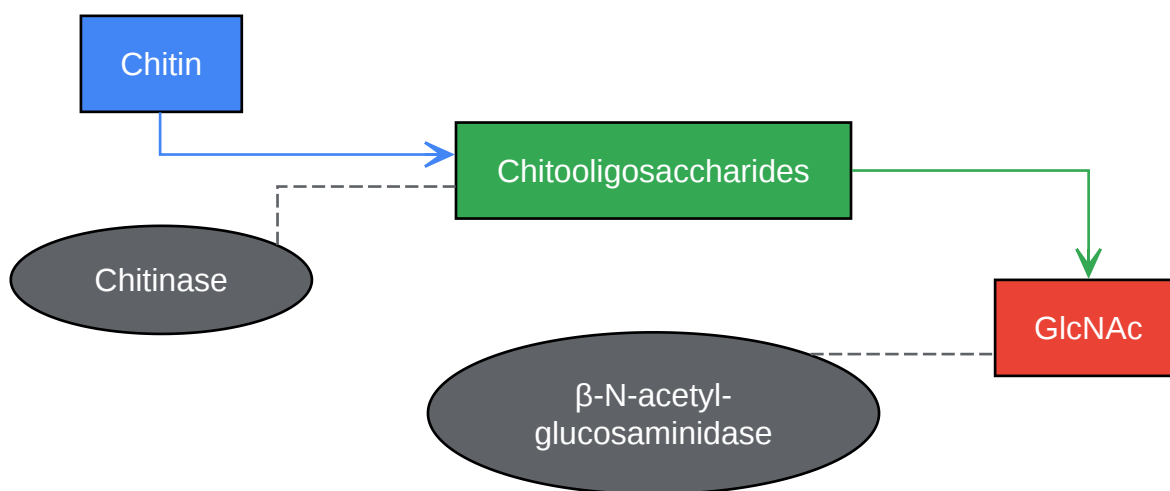 Chitin
Chitooligosaccharides
Chitinase
GlcNAc
β-N-acetyl-
glucosaminidase